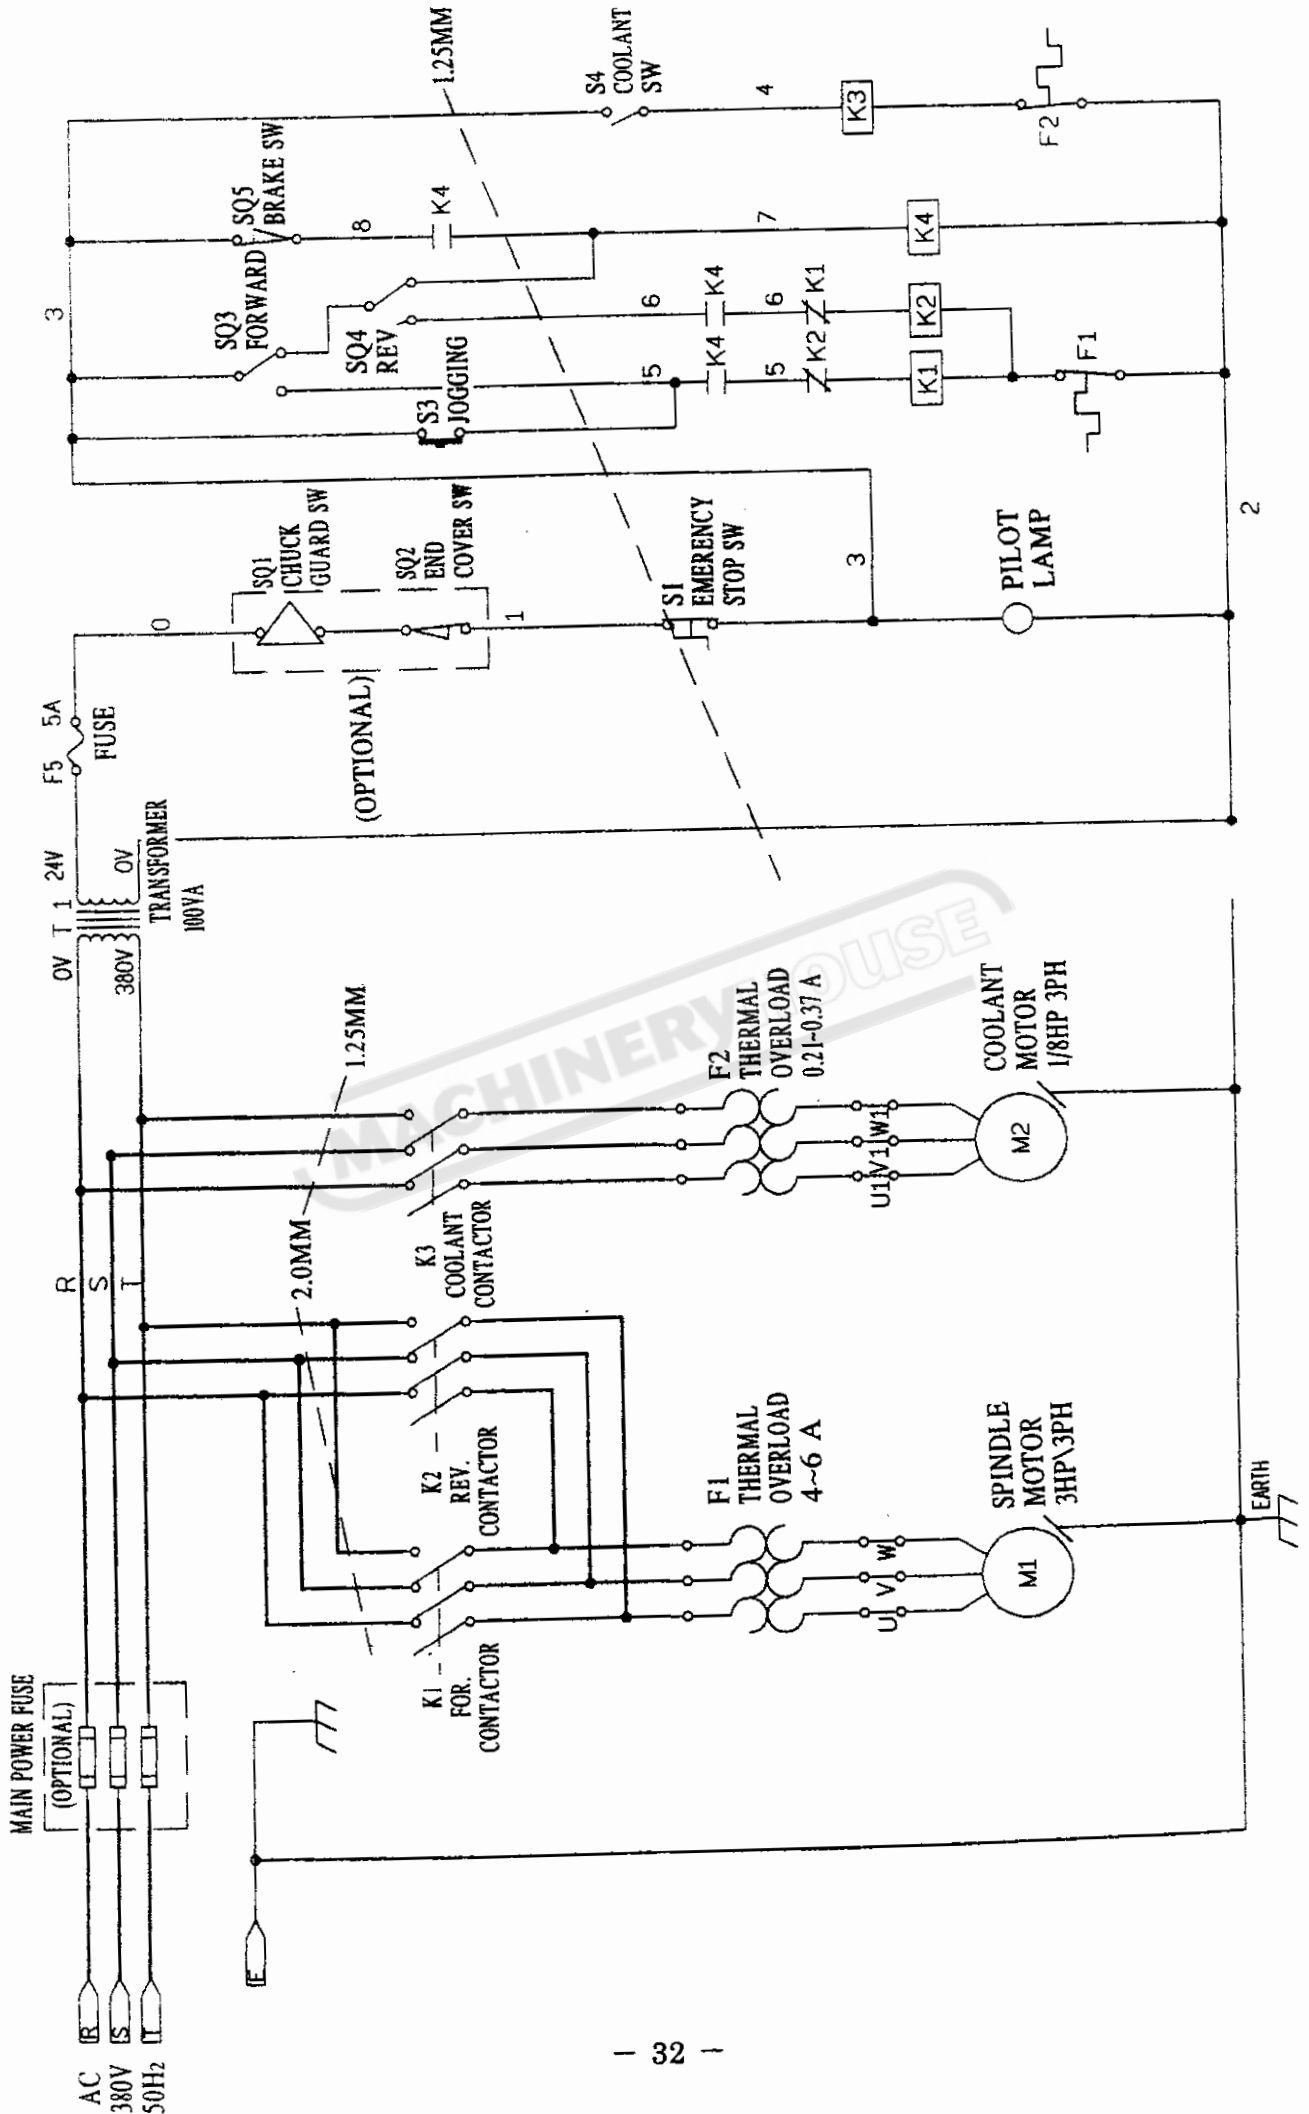 MAIN POWER FUSE
(OPTIONAL)
AC
380V
50H2
R
S
T
E
R
S
T
0V
T 1
24V
380V
0V
TRANSFORMER
100VA
F5
5A
FUSE
0
SQ1
CHUCK
GUARD SW
SQ2
END
COVER SW
(OPTIONAL)
1
S1
EMERENCY
STOP SW
3
PILOT
LAMP
2
3
SQ3
FORWARD
SQ4
REV
S3
JOGGING
SQ5
BRAKE SW
8
K4
7
K4
6
K4
6
K1
K2
5
K4
5
K2
K1
F1
1.25MM
S4
COOLANT
SW
4
K3
F2
2.0MM
1.25MM
K1
FOR.
CONTACTOR
K2
REV.
CONTACTOR
K3
COOLANT
CONTACTOR
F1
THERMAL
OVERLOAD
4~6 A
F2
THERMAL
OVERLOAD
0.21~0.37 A
U
V
W
U1
V1
W1
M1
SPINDLE
MOTOR
3HP\3PH
M2
COOLANT
MOTOR
1/8HP 3PH
EARTH
MACHINERYHOUSE
– 32 –